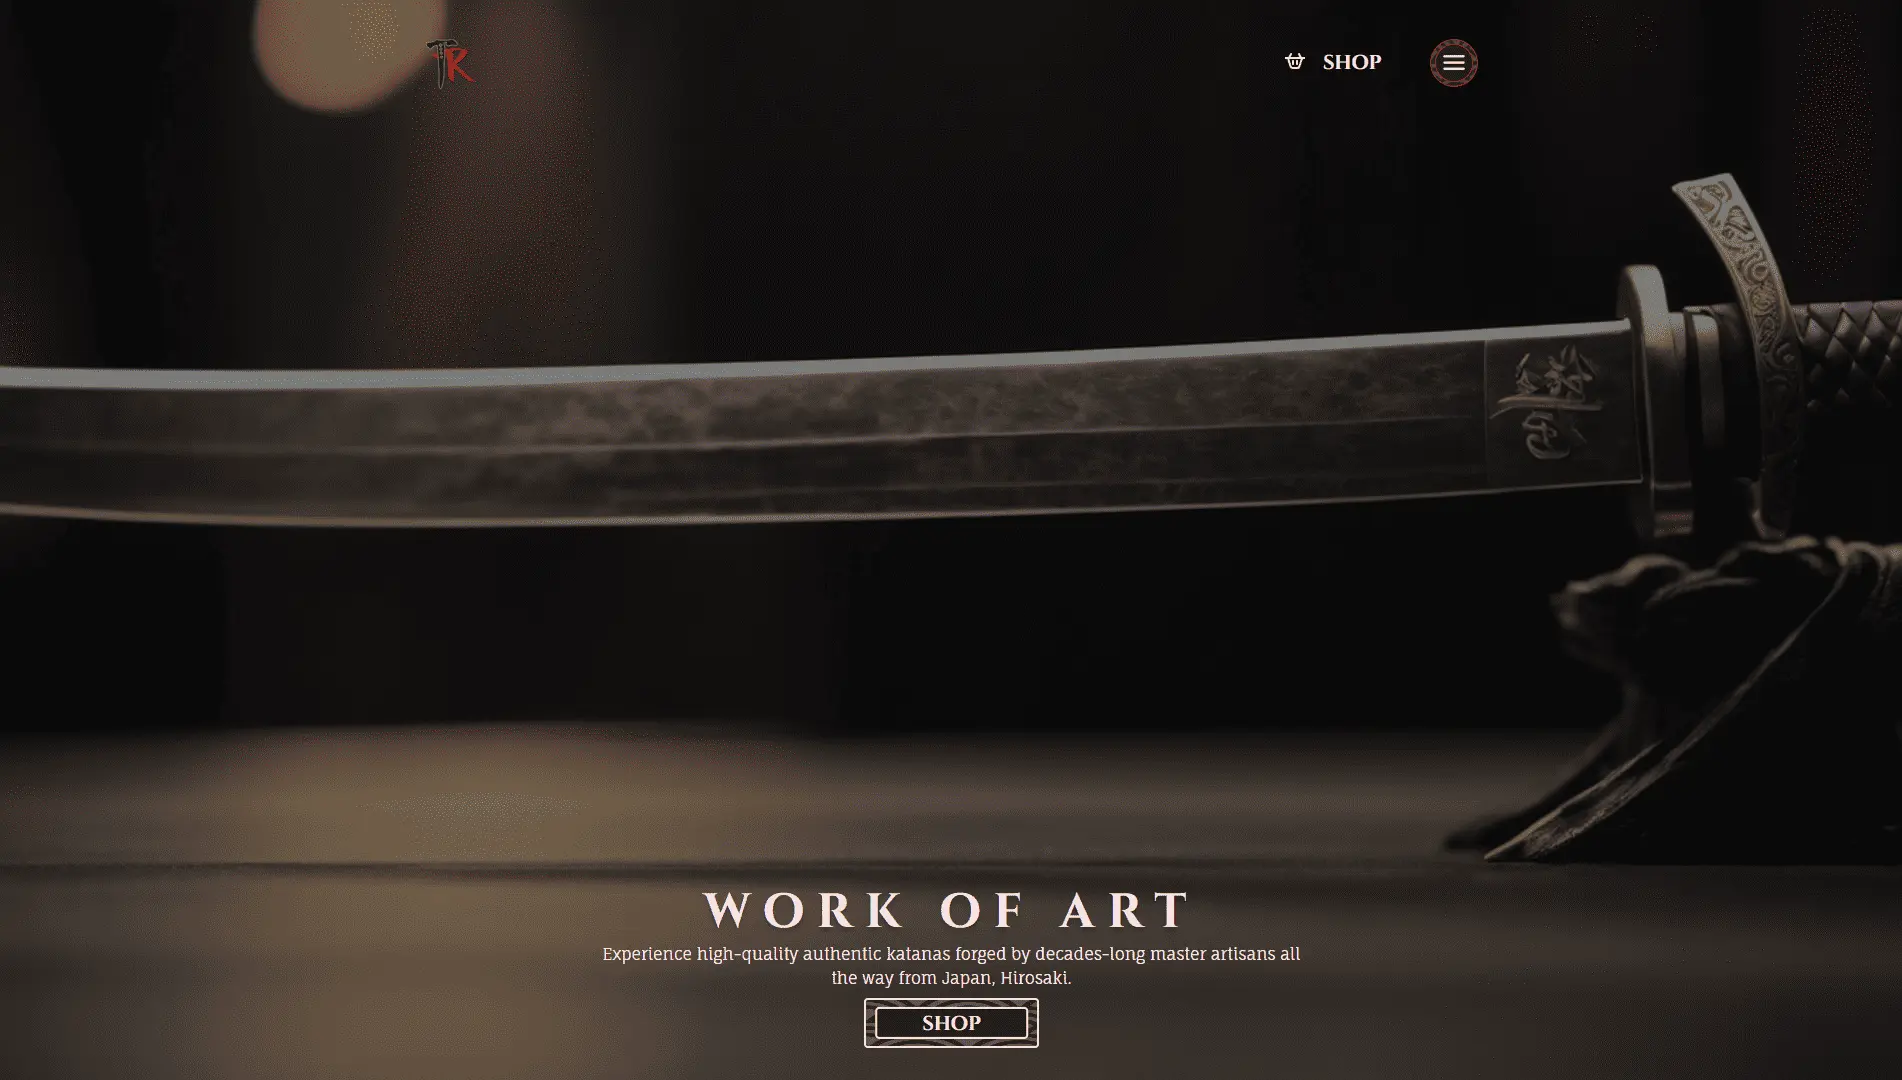 SHOP
WORK OF ART
Experience high-quality authentic katanas forged by decades-long master artisans all
the way from Japan, Hirosaki.
SHOP